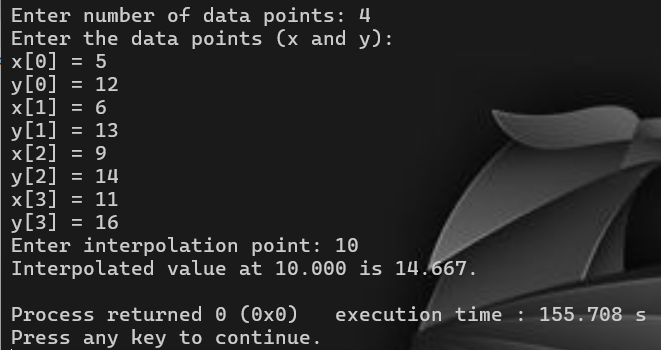 Enter number of data points: 4
Enter the data points (x and y):
x[0] = 5
y[0] = 12
x[1] = 6
y[1] = 13
x[2] = 9
y[2] = 14
x[3] = 11
y[3] = 16
Enter interpolation point: 10
Interpolated value at 10.000 is 14.667.
Process returned 0 (0x0)   execution time : 155.708 s
Press any key to continue.